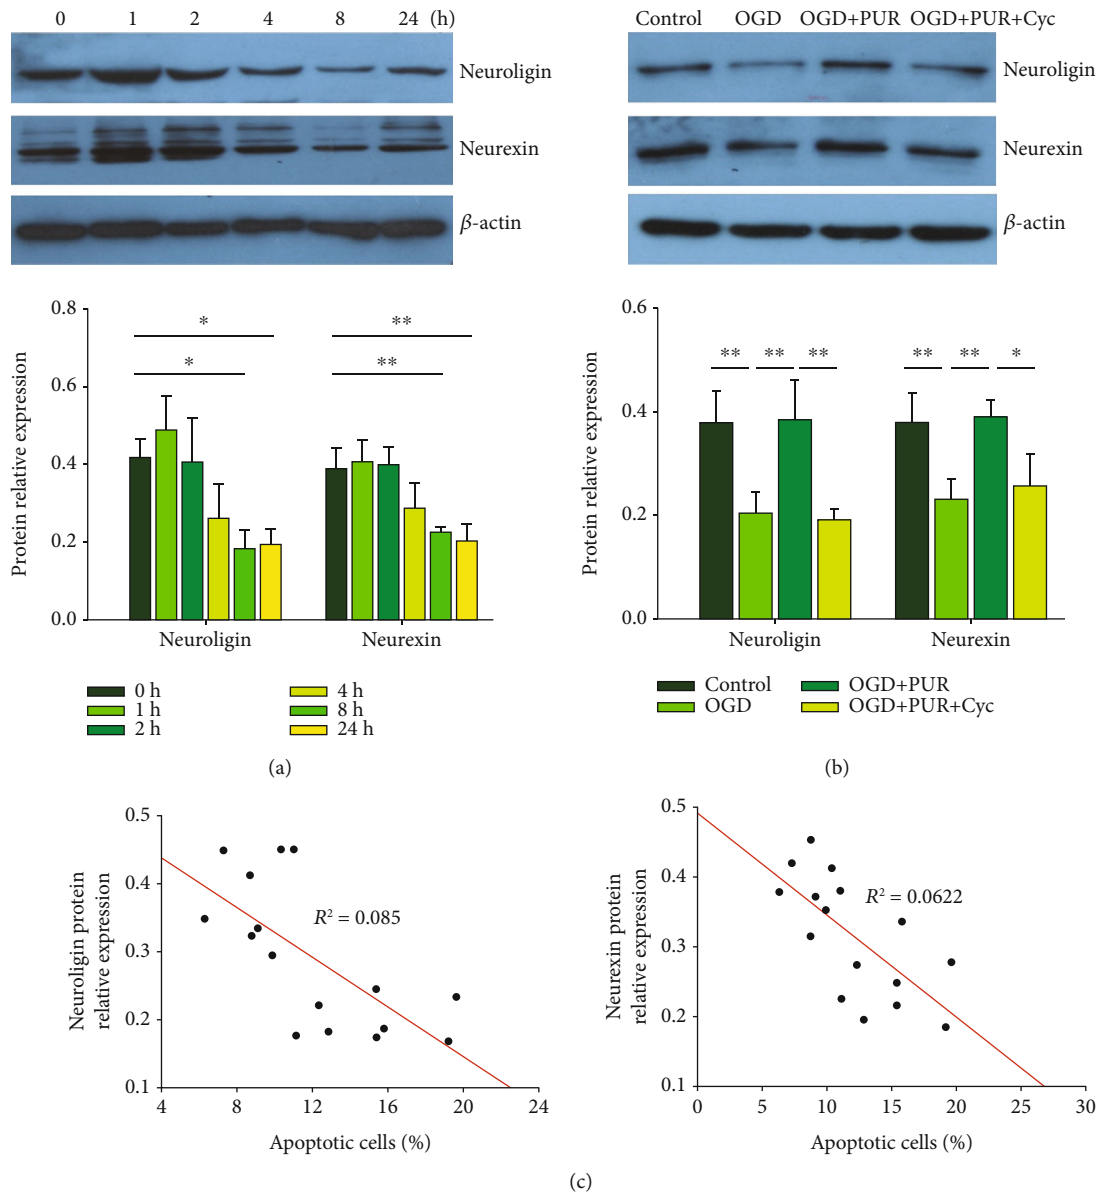 0 1 2 4 8 24 (h)
Neuroligin
Neurexin
β-actin
0.8
0.6
0.4
0.2
0.0
Protein relative expression
* *
** **
Neuroligin Neurexin
0 h 4 h
1 h 8 h
2 h 24 h
(a)
Control OGD OGD+PUR OGD+PUR+Cyc
Neuroligin
Neurexin
β-actin
0.6
0.4
0.2
0.0
Protein relative expression
** ** ** ** ** *
Neuroligin Neurexin
Control OGD+PUR
OGD OGD+PUR+Cyc
(b)
0.5
0.4
0.3
0.2
0.1
Neuroligin protein
relative expression
R² = 0.085
4 8 12 16 20 24
Apoptotic cells (%)
0.5
0.4
0.3
0.2
0.1
Neurexin protein
relative expression
R² = 0.0622
0 5 10 15 20 25 30
Apoptotic cells (%)
(c)